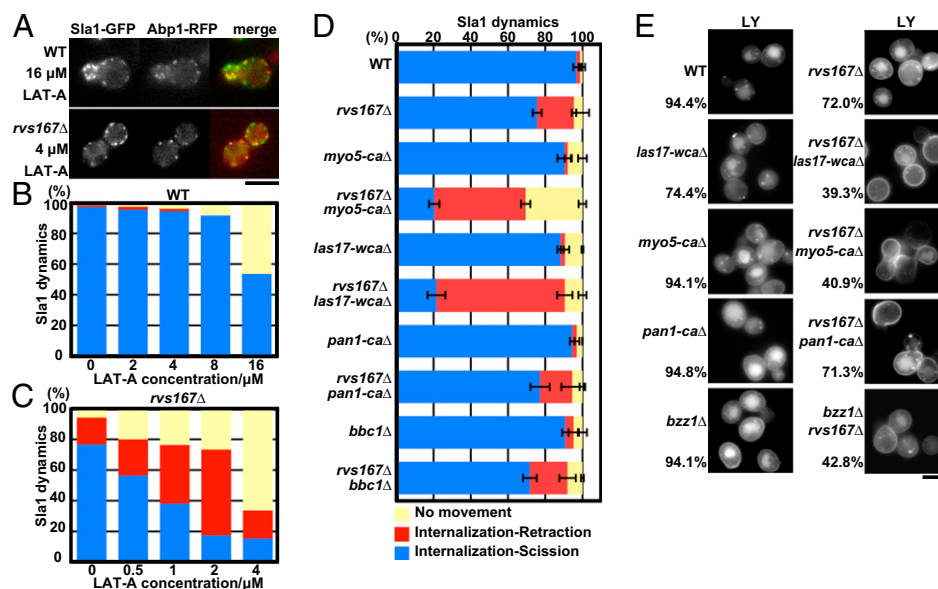 A
Sla1-GFP Abp1-RFP merge
WT
16 µM
LAT-A
rvs167Δ
4 µM
LAT-A
B
(%)
WT
100
80
60
40
20
0
Sla1 dynamics
0 2 4 8 16
LAT-A concentration/µM
C
(%)
rvs167Δ
100
80
60
40
20
0
Sla1 dynamics
0 0.5 1 2 4
LAT-A concentration/µM
D
Sla1 dynamics
(%)
0 20 40 60 80 100
WT
rvs167Δ
myo5-caΔ
rvs167Δ
myo5-caΔ
las17-wcaΔ
rvs167Δ
las17-wcaΔ
pan1-caΔ
rvs167Δ
pan1-caΔ
bbc1Δ
rvs167Δ
bbc1Δ
No movement
Internalization-Retraction
Internalization-Scission
E
LY
WT
94.4%
las17-wcaΔ
74.4%
myo5-caΔ
94.1%
pan1-caΔ
94.8%
bzz1Δ
94.1%
LY
rvs167Δ
72.0%
rvs167Δ
las17-wcaΔ
39.3%
rvs167Δ
myo5-caΔ
40.9%
rvs167Δ
pan1-caΔ
71.3%
bzz1Δ
rvs167Δ
42.8%